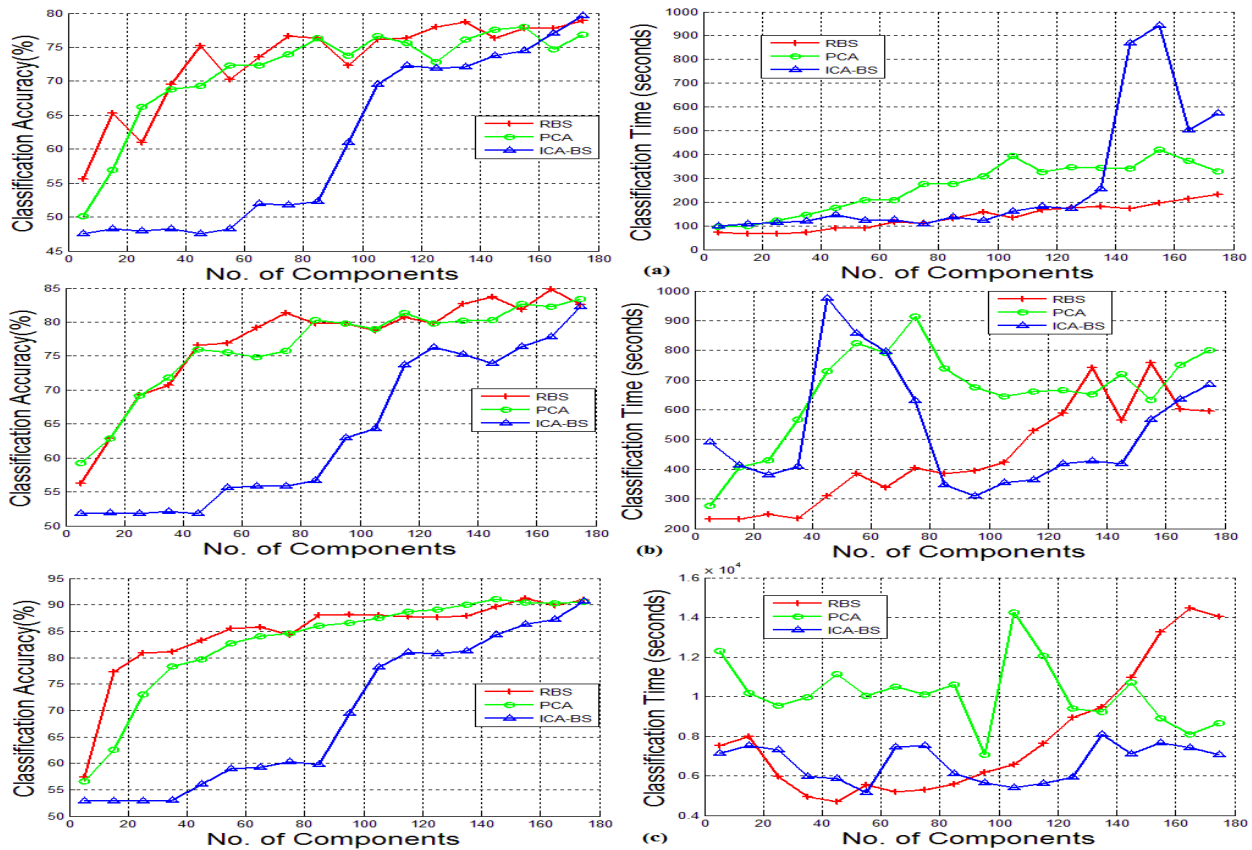 80
75
70
65
60
55
50
45
0 20 40 60 80 100 120 140 160 180
Classification Accuracy(%)
No. of Components
RBS
PCA
ICA-BS
1000
900
800
700
600
500
400
300
200
100
0
0 20 40 60 80 100 120 140 160 180
Classification Time (seconds)
No. of Components
RBS
PCA
ICA-BS
(a)
85
80
75
70
65
60
55
50
0 20 40 60 80 100 120 140 160 180
Classification Accuracy(%)
No. of Components
RBS
PCA
ICA-BS
1000
900
800
700
600
500
400
300
200
0 20 40 60 80 100 120 140 160 180
Classification Time (seconds)
No. of Components
RBS
PCA
ICA-BS
(b)
95
90
85
80
75
70
65
60
55
50
0 20 40 60 80 100 120 140 160 180
Classification Accuracy(%)
No. of Components
RBS
PCA
ICA-BS
× 10⁴
1.6
1.4
1.2
1
0.8
0.6
0.4
0 20 40 60 80 100 120 140 160 180
Classification Time (seconds)
No. of Components
RBS
PCA
ICA-BS
(c)